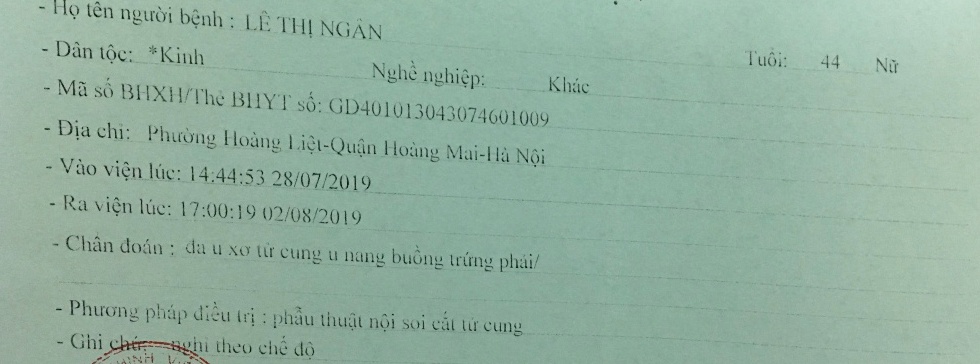 - Họ tên người bệnh : LÊ THỊ NGÂN Tuổi: 44 Nữ
- Dân tộc: *Kinh Nghề nghiệp: Khác
- Mã số BHXH/Thẻ BHYT số: GD401013043074601009
- Địa chỉ: Phường Hoàng Liệt-Quận Hoàng Mai-Hà Nội
- Vào viện lúc: 14:44:53 28/07/2019
- Ra viện lúc: 17:00:19 02/08/2019
- Chẩn đoán : đa u xơ tử cung u nang buồng trứng phải/
- Phương pháp điều trị : phẫu thuật nội soi cắt tử cung
- Ghi chú: nghỉ theo chế độ